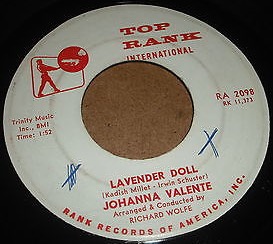 TOP
RANK
INTERNATIONAL
Trinity Music
Inc., BMI
Time: 1:52
RA 2098
RK 11,373
LAVENDER DOLL
(Kadish Millet - Irwin Schuster)
JOHANNA VALENTE
Arranged & Conducted by
RICHARD WOLFE
RANK RECORDS OF AMERICA, INC.